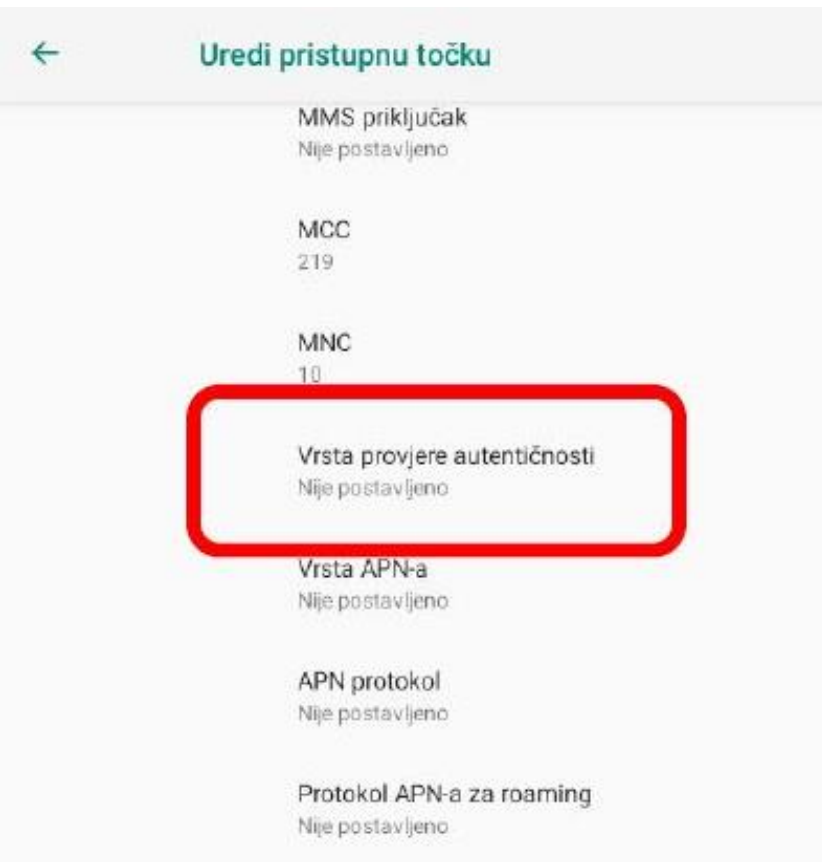 Uredi pristupnu točku
MMS priključak
Nije postavljeno
MCC
219
MNC
10
Vrsta provjere autentičnosti
Nije postavljeno
Vrsta APN-a
Nije postavljeno
APN protokol
Nije postavljeno
Protokol APN-a za roaming
Nije postavljeno